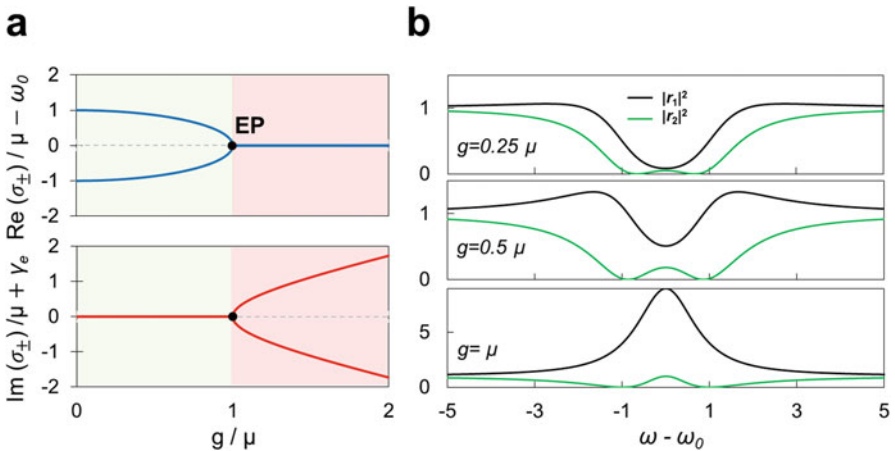 a
b
Re (σ±) / μ − ω₀
2
1
0
-1
-2
EP
Im (σ±) / μ + γₑ
2
1
0
-1
-2
0
1
2
g / μ
|r₁|²
|r₂|²
1
0
g=0.25 μ
1
0
g=0.5 μ
5
0
g= μ
-5
-3
-1
1
3
5
ω - ω₀